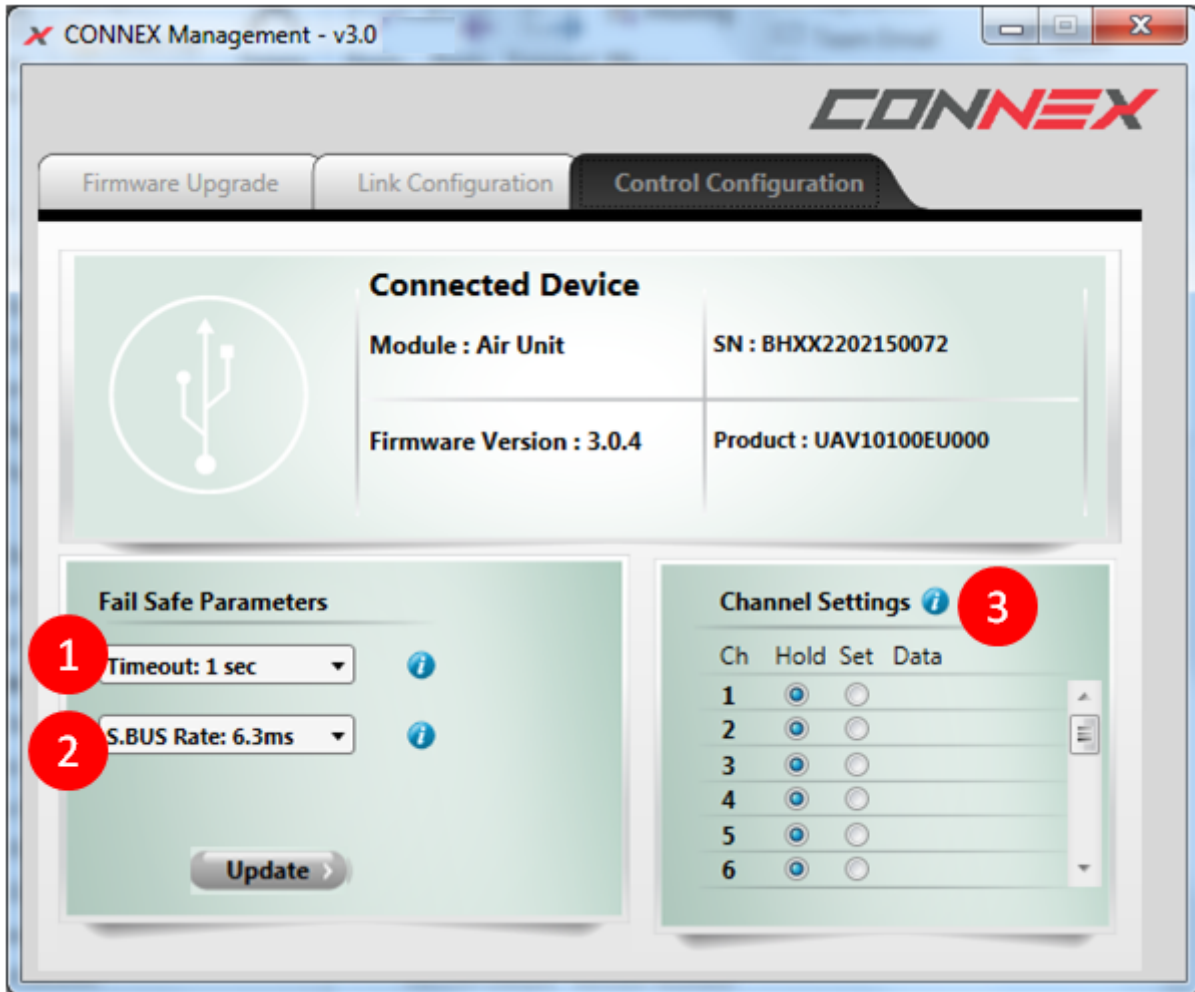 CONNEX Management - v3.0
CONNEX
Firmware Upgrade Link Configuration Control Configuration
Connected Device
Module : Air Unit SN : BHXX2202150072
Firmware Version : 3.0.4 Product : UAV10100EU000
Fail Safe Parameters
1 Timeout: 1 sec
2 S.BUS Rate: 6.3ms
Update
Channel Settings 3
Ch Hold Set Data
1
2
3
4
5
6